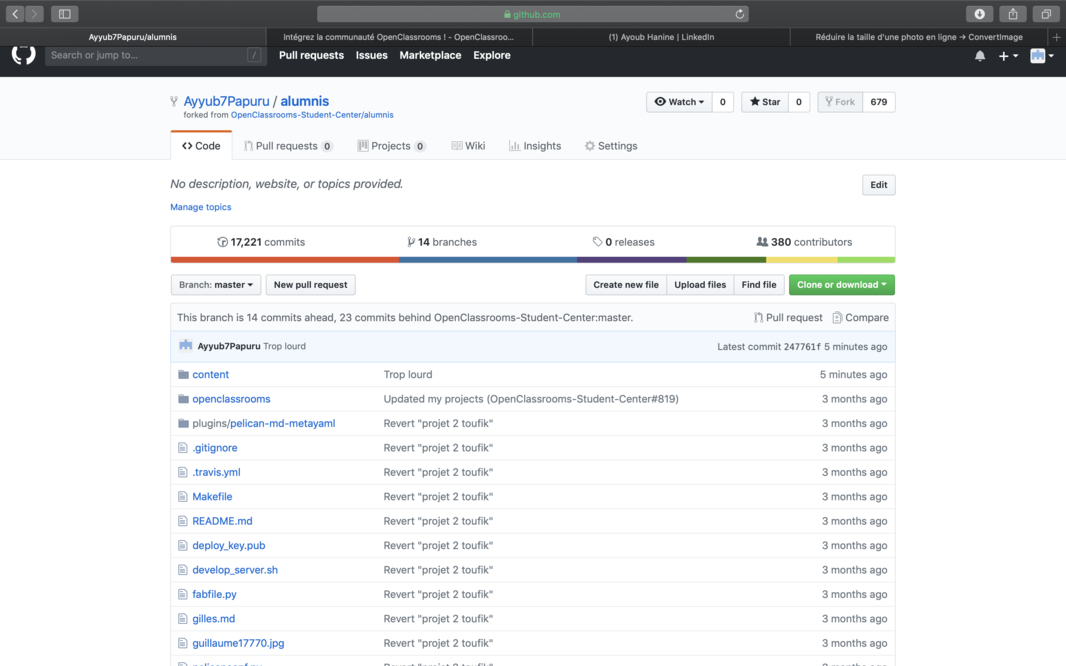 github.com
Ayyub7Papuru/alumnis
Intégrez la communauté OpenClassrooms ! - OpenClassroo...
(1) Ayoub Hanine | LinkedIn
Réduire la taille d'une photo en ligne → ConvertImage
Search or jump to... /
Pull requests Issues Marketplace Explore
Ayyub7Papuru / alumnis
forked from OpenClassrooms-Student-Center/alumnis
Watch 0 Star 0 Fork 679
Code Pull requests 0 Projects 0 Wiki Insights Settings
No description, website, or topics provided.
Edit
Manage topics
17,221 commits 14 branches 0 releases 380 contributors
Branch: master New pull request Create new file Upload files Find file Clone or download
This branch is 14 commits ahead, 23 commits behind OpenClassrooms-Student-Center:master. Pull request Compare
Ayyub7Papuru Trop lourd Latest commit 247761f 5 minutes ago
content Trop lourd 5 minutes ago
openclassrooms Updated my projects (OpenClassrooms-Student-Center#819) 3 months ago
plugins/pelican-md-metayaml Revert "projet 2 toufik" 3 months ago
.gitignore Revert "projet 2 toufik" 3 months ago
.travis.yml Revert "projet 2 toufik" 3 months ago
Makefile Revert "projet 2 toufik" 3 months ago
README.md Revert "projet 2 toufik" 3 months ago
deploy_key.pub Revert "projet 2 toufik" 3 months ago
develop_server.sh Revert "projet 2 toufik" 3 months ago
fabfile.py Revert "projet 2 toufik" 3 months ago
gilles.md Revert "projet 2 toufik" 3 months ago
guillaume17770.jpg Revert "projet 2 toufik" 3 months ago